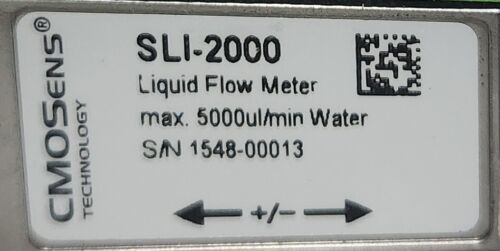 CMOSENS
TECHNOLOGY
SLI-2000
Liquid Flow Meter
max. 5000ul/min Water
S/N 1548-00013
+/-